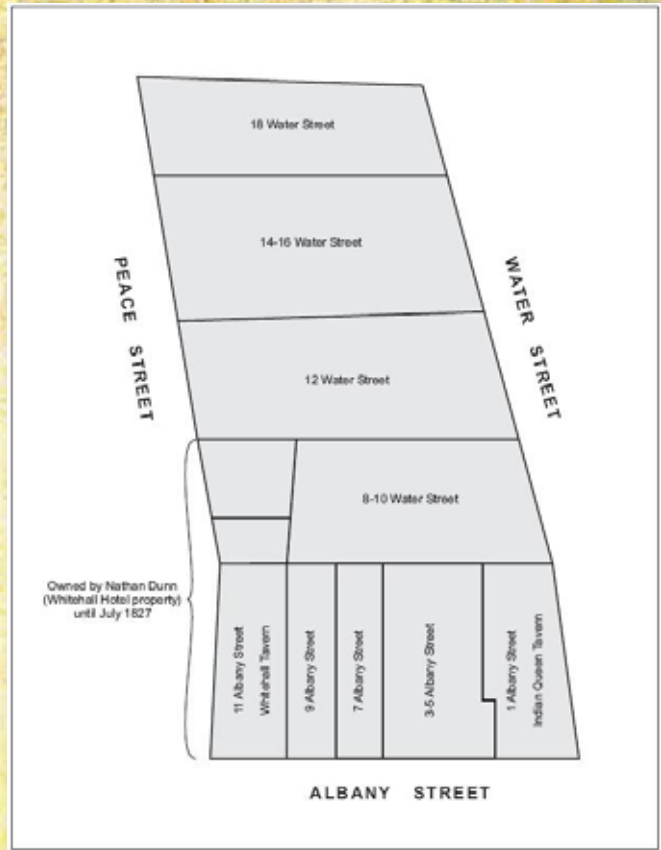 18 Water Street
14-16 Water Street
PEACE STREET
WATER STREET
12 Water Street
8-10 Water Street
Owned by Nathan Dunn
(Whitehall Hotel property)
until July 1827
11 Albany Street
Whitehall Tavern
9 Albany Street
7 Albany Street
3-5 Albany Street
1 Albany Street
Indian Queen Tavern
ALBANY STREET